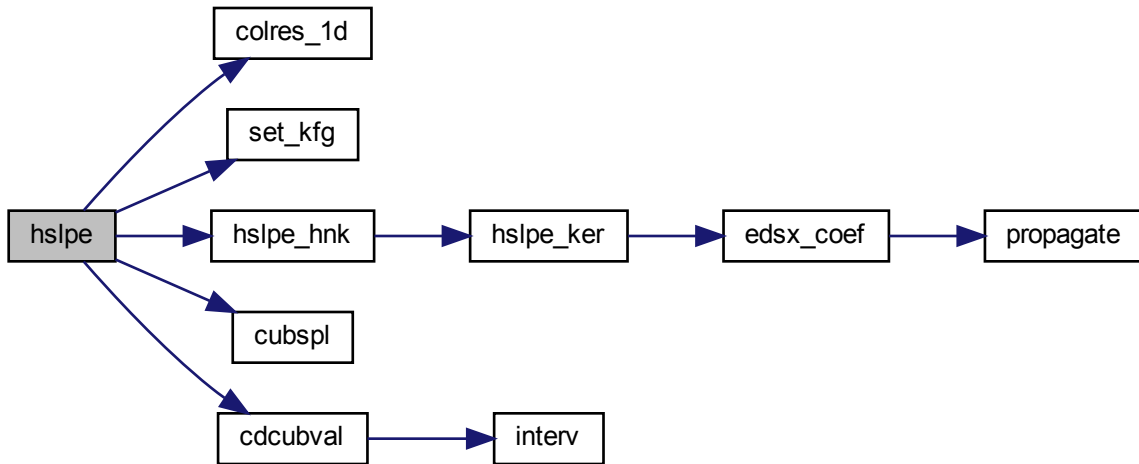 colres_1d
set_kfg
hslpe
hslpe_hnk
hslpe_ker
edsx_coef
propagate
cubspl
cdcubval
interv